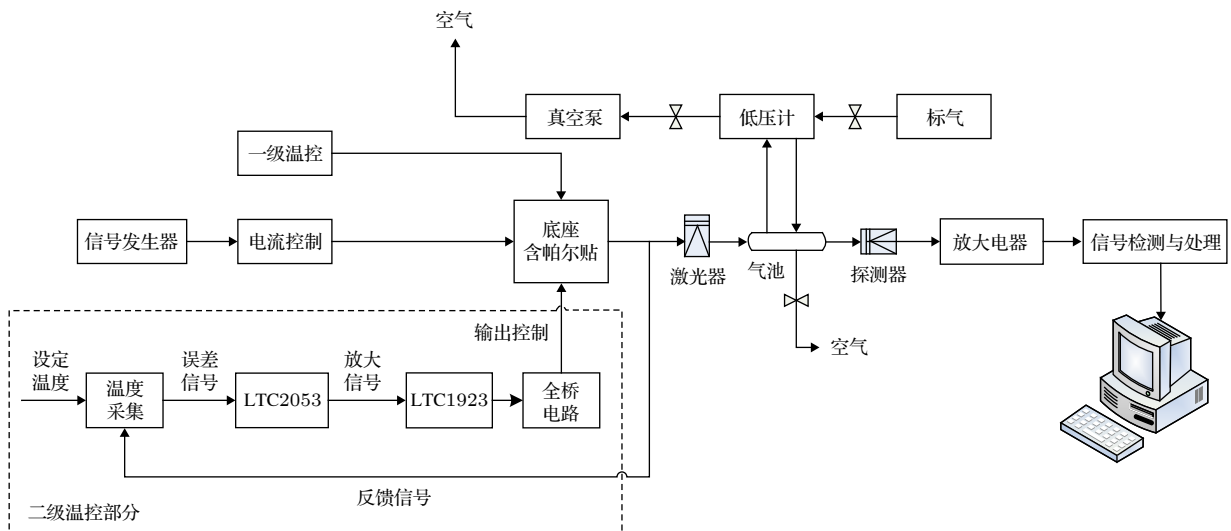 空气
真空泵
低压计
标气
一级温控
信号发生器
电流控制
底座
含帕尔贴
激光器
气池
探测器
放大电器
信号检测与处理
空气
输出控制
设定
温度
温度
采集
误差
信号
LTC2053
放大
信号
LTC1923
全桥
电路
反馈信号
二级温控部分